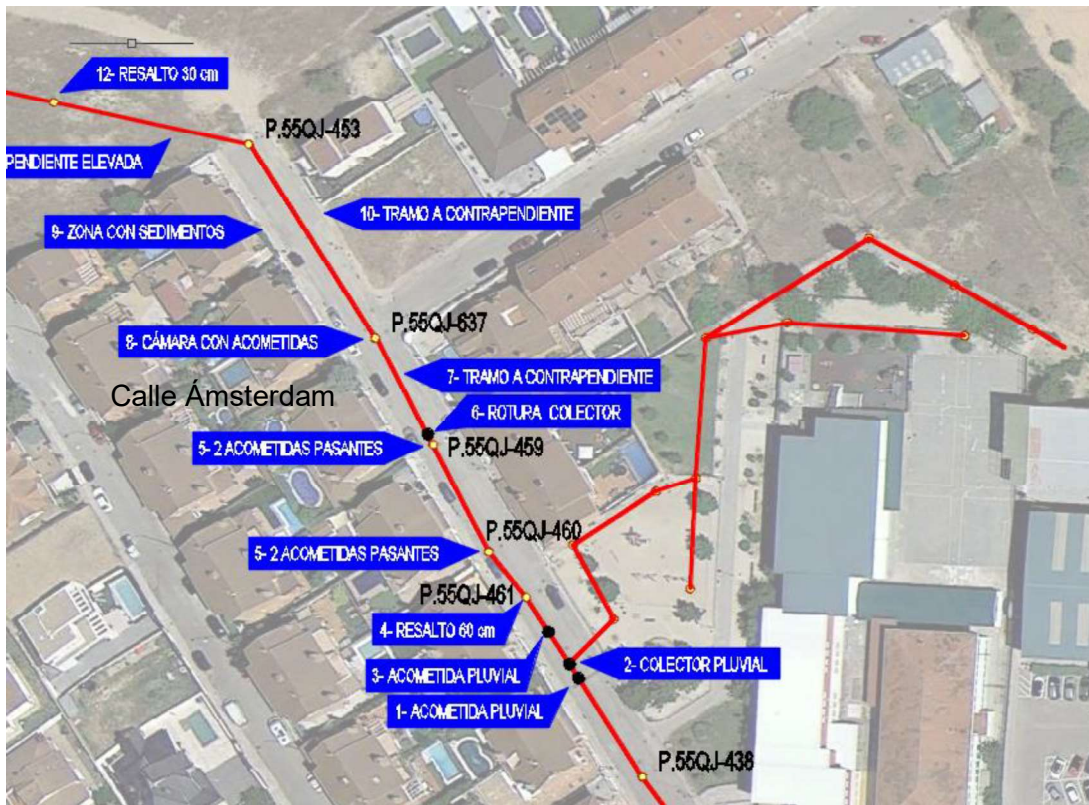 12- RESALTO 30 cm
P.55QJ-453
PENDIENTE ELEVADA
10- TRAMO A CONTRAPENDIENTE
9- ZONA CON SEDIMENTOS
P.55QJ-637
8- CÁMARA CON ACOMETIDAS
7- TRAMO A CONTRAPENDIENTE
Calle Ámsterdam
6- ROTURA COLECTOR
5- 2 ACOMETIDAS PASANTES
P.55QJ-459
P.55QJ-460
5- 2 ACOMETIDAS PASANTES
P.55QJ-461
4- RESALTO 60 cm
2- COLECTOR PLUVIAL
3- ACOMETIDA PLUVIAL
1- ACOMETIDA PLUVIAL
P.55QJ-438